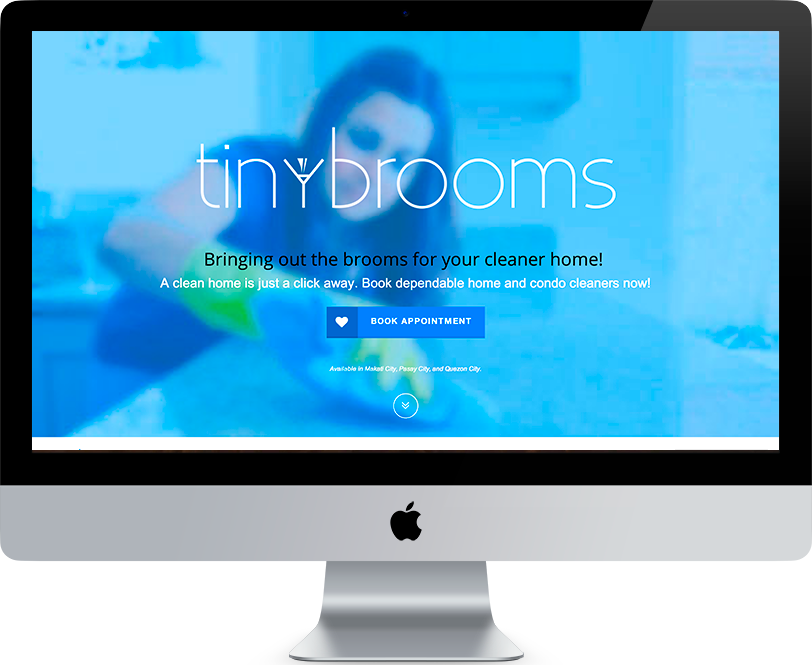 tinybrooms
Bringing out the brooms for your cleaner home!
A clean home is just a click away. Book dependable home and condo cleaners now!
BOOK APPOINTMENT
Available in Makati City, Pasay City, and Quezon City.